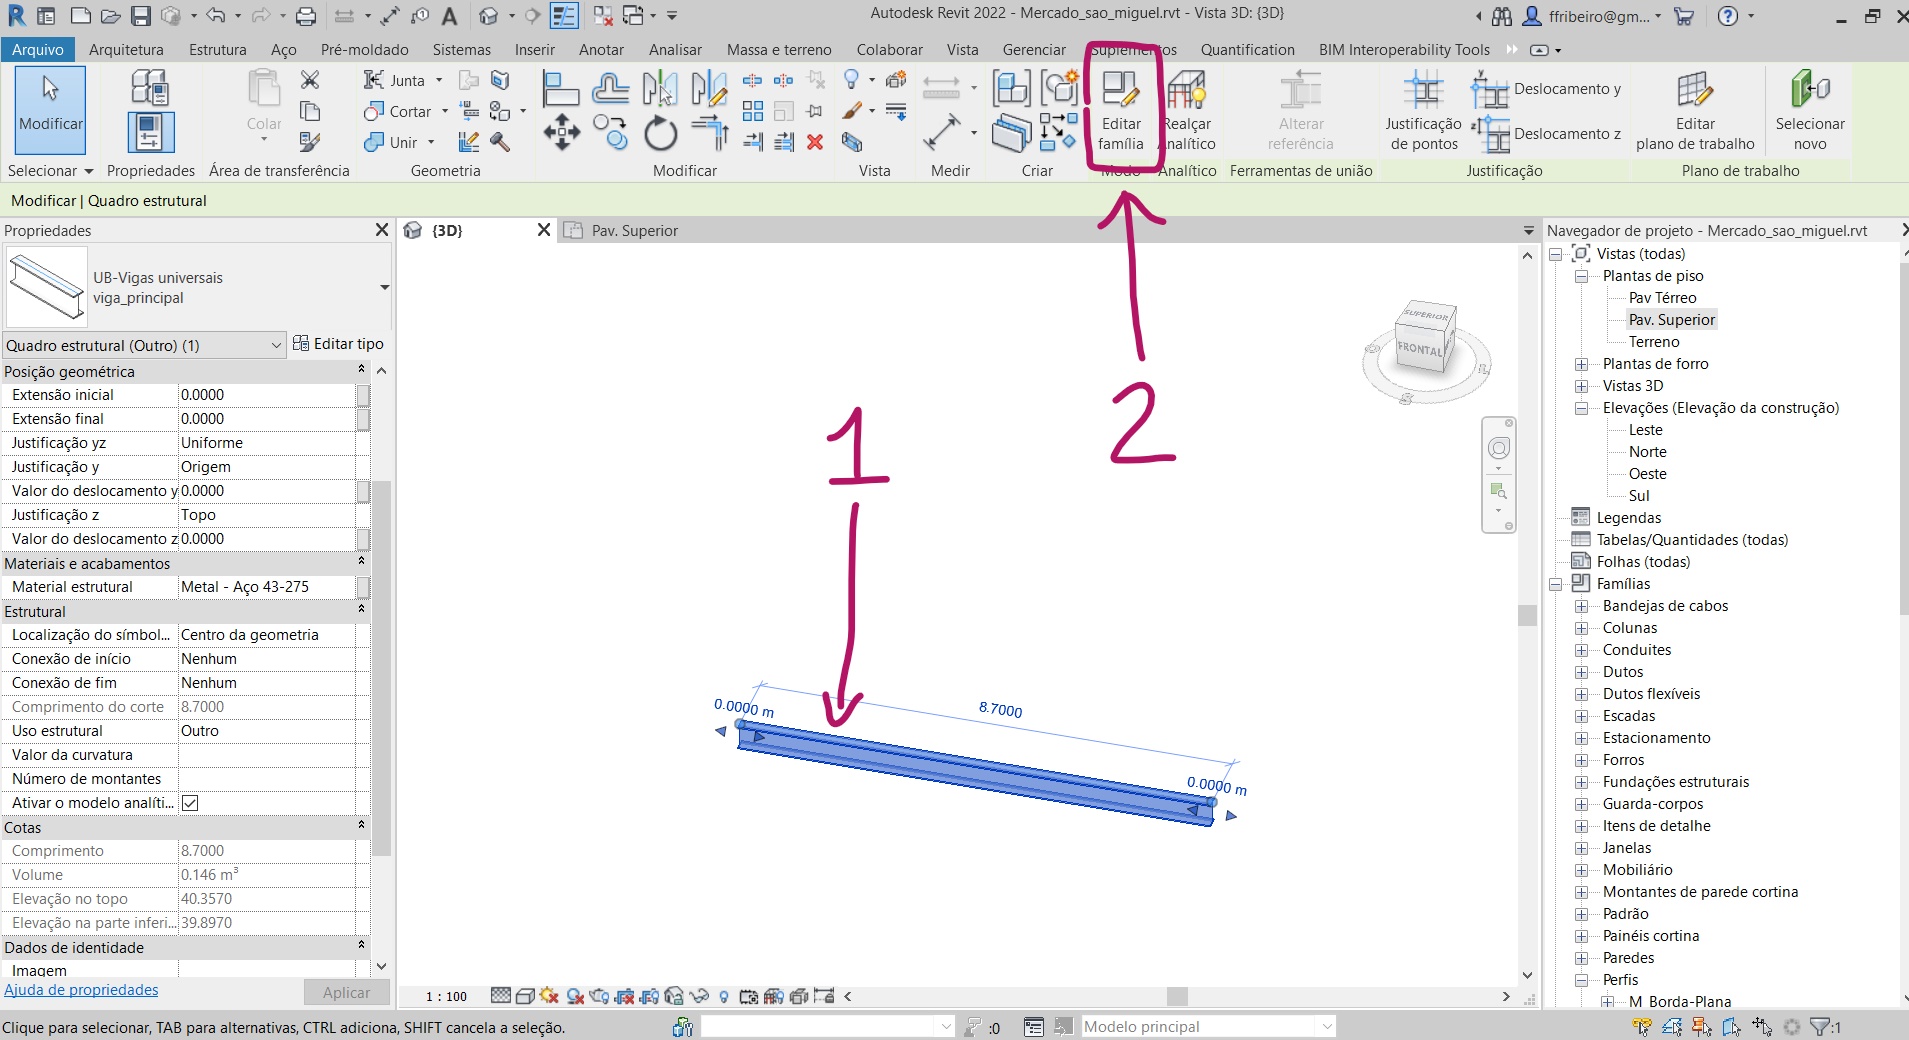 Autodesk Revit 2022 - Mercado_sao_miguel.rvt - Vista 3D: {3D}
ffribeiro@gm...
Arquivo Arquitetura Estrutura Aço Pré-moldado Sistemas Inserir Anotar Analisar Massa e terreno Colaborar Vista Gerenciar Suplementos Quantification BIM Interoperability Tools
Modificar
Colar
Junta
Cortar
Unir
Editar família
Realçar Analítico
Alterar referência
Justificação de pontos
Deslocamento y
Deslocamento z
Editar plano de trabalho
Selecionar novo
Selecionar Propriedades Área de transferência Geometria Modificar Vista Medir Criar Modo Analítico Ferramentas de união Justificação Plano de trabalho
Modificar | Quadro estrutural
Propriedades
UB-Vigas universais
viga_principal
Quadro estrutural (Outro) (1) Editar tipo
Posição geométrica
Extensão inicial 0.0000
Extensão final 0.0000
Justificação yz Uniforme
Justificação y Origem
Valor do deslocamento y 0.0000
Justificação z Topo
Valor do deslocamento z 0.0000
Materiais e acabamentos
Material estrutural Metal - Aço 43-275
Estrutural
Localização do símbol... Centro da geometria
Conexão de início Nenhum
Conexão de fim Nenhum
Comprimento do corte 8.7000
Uso estrutural Outro
Valor da curvatura
Número de montantes
Ativar o modelo analíti...
Cotas
Comprimento 8.7000
Volume 0.146 m³
Elevação no topo 40.3570
Elevação na parte inferi... 39.8970
Dados de identidade
Imagem
Ajuda de propriedades Aplicar
{3D} Pav. Superior
SUPERIOR
FRONTAL
1
2
0.0000 m
8.7000
0.0000 m
1 : 100
Navegador de projeto - Mercado_sao_miguel.rvt
Vistas (todas)
Plantas de piso
Pav Térreo
Pav. Superior
Terreno
Plantas de forro
Vistas 3D
Elevações (Elevação da construção)
Leste
Norte
Oeste
Sul
Legendas
Tabelas/Quantidades (todas)
Folhas (todas)
Famílias
Bandejas de cabos
Colunas
Conduites
Dutos
Dutos flexíveis
Escadas
Estacionamento
Forros
Fundações estruturais
Guarda-corpos
Itens de detalhe
Janelas
Mobiliário
Montantes de parede cortina
Padrão
Painéis cortina
Paredes
Perfis
M_Borda-Plana
Clique para selecionar, TAB para alternativas, CTRL adiciona, SHIFT cancela a seleção. :0 Modelo principal :1